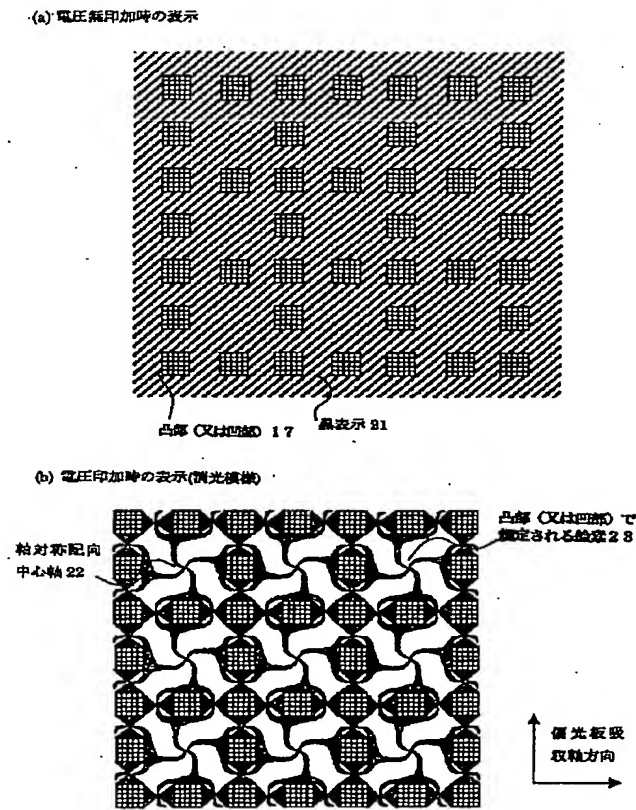 (a) 電圧無印加時の表示
凸部 (又は凹部) 17
黒表示 21
(b) 電圧印加時の表示(消光模様)
軸対称配向
中心軸 22
凸部 (又は凹部) で
規定される絵素 23
偏光板吸
収軸方向